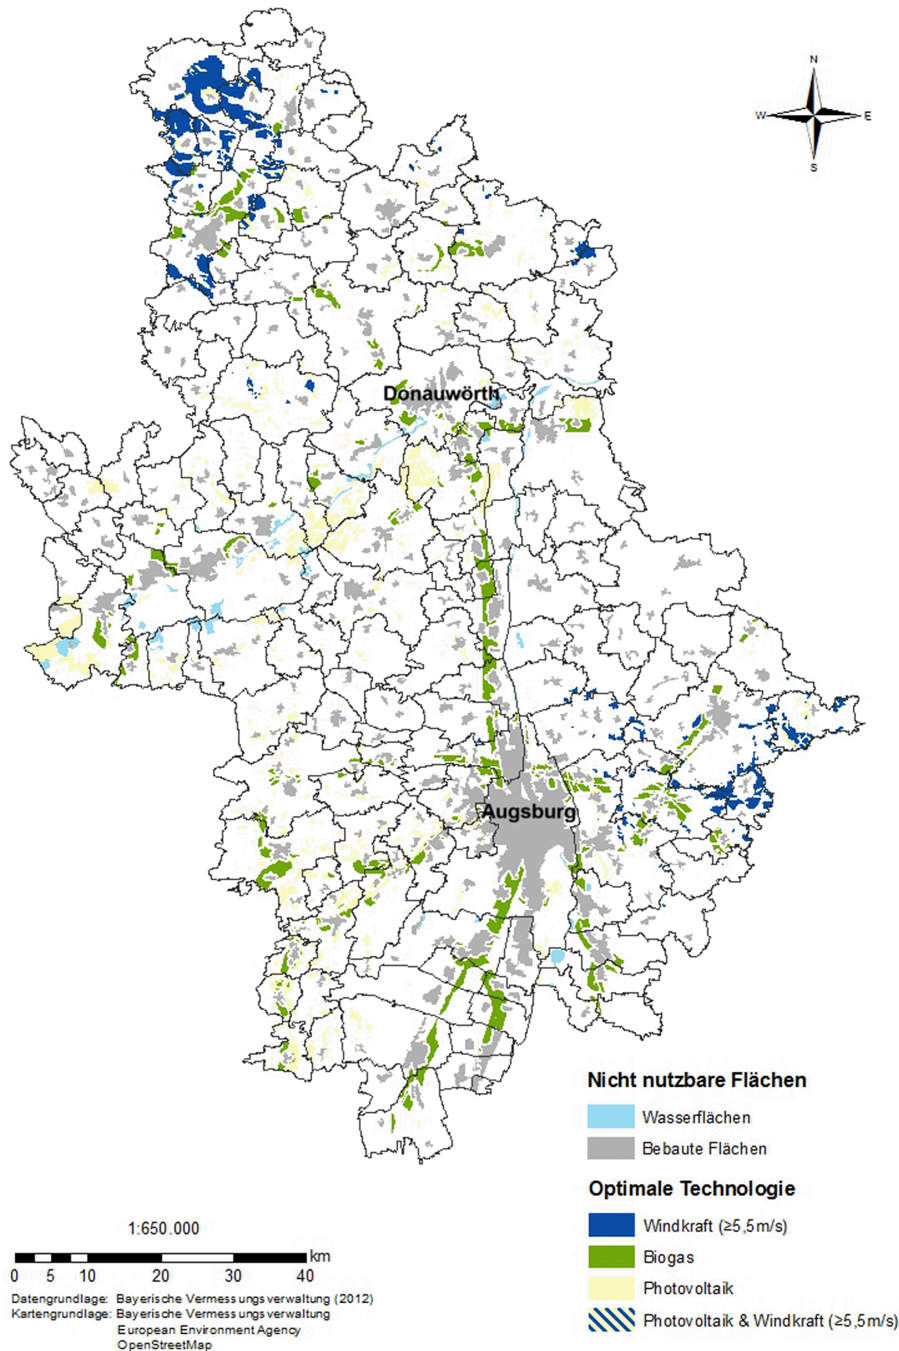 N
W E
S
Donauwörth
Augsburg
Nicht nutzbare Flächen
Wasserflächen
Bebaute Flächen
Optimale Technologie
Windkraft (≥5,5m/s)
Biogas
Photovoltaik
Photovoltaik & Windkraft (≥5,5m/s)
1:650.000
km
0 5 10 20 30 40
Datengrundlage: Bayerische Vermessungsverwaltung (2012)
Kartengrundlage: Bayerische Vermessungsverwaltung
European Environment Agency
OpenStreetMap